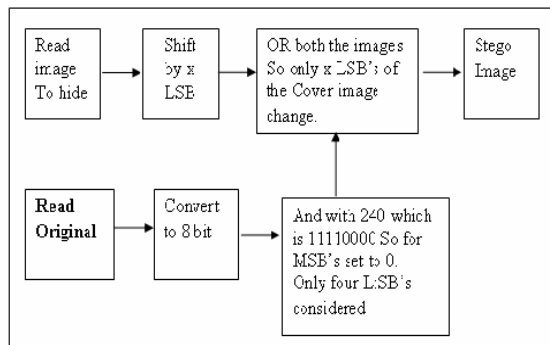 Read
image
To hide
Shift
by x
LSB
OR both the images
So only x LSB's of
the Cover image
change.
Stego
Image
Read
Original
Convert
to 8 bit
And with 240 which
is 11110000 So for
MSB's set to 0.
Only four L:SB's
considered